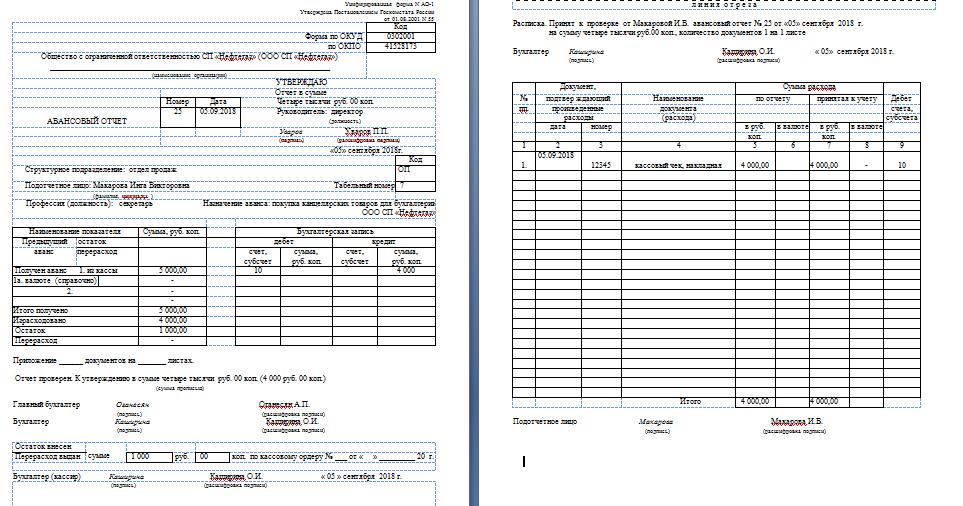 Унифицированная форма N АО-1
Утверждена Постановлением Госкомстата России
от 01.08.2001 N 55
Код
Форма по ОКУД 0302001
по ОКПО 41528173
Общество с ограниченной ответственностью СП «Нефтегаз» (ООО СП «Нефтегаз»)
(наименование организации)
УТВЕРЖДАЮ
Отчет в сумме
Номер Дата Четыре тысячи руб. 00 коп.
25 05.09.2018 Руководитель: директор
(должность)
АВАНСОВЫЙ ОТЧЕТ
Уваров Уваров П.П.
(подпись) (расшифровка подписи)
«05» сентября 2018г.
Код
Структурное подразделение: отдел продаж ОП
Подотчетное лицо: Макарова Инга Викторовна Табельный номер 7
(фамилия, инициалы)
Профессия (должность): секретарь Назначение аванса: покупка канцелярских товаров для бухгалтерии
ООО СП «Нефтегаз»
Наименование показателя Сумма, руб. коп. Бухгалтерская запись
Предыдущий остаток дебет кредит
аванс перерасход счет, субсчет сумма, руб. коп. счет, субсчет сумма, руб. коп.
Получен аванс 1. из кассы 5 000,00 10 4 000
1а. валюте (справочно) -
2. -
-
Итого получено 5 000,00
Израсходовано 4 000,00
Остаток 1 000,00
Перерасход -
Приложение ______ документов на _______ листах.
Отчет проверен. К утверждению в сумме четыре тысячи руб. 00 коп. (4 000 руб. 00 коп.)
(сумма прописью)
Главный бухгалтер Оганесян Оганесян А.П.
(подпись) (расшифровка подписи)
Бухгалтер Каширина Каширина О.И.
(подпись) (расшифровка подписи)
Остаток внесен
Перерасход выдан сумме 1 000 руб. 00 коп. по кассовому ордеру № ___ от « » _________ 20 г.
Бухгалтер (кассир) Каширина Каширина О.И. « 05 » сентября 2018 г.
(подпись) (расшифровка подписи)
линия отреза
Расписка. Принят к проверке от Макаровой И.В. авансовый отчет № 25 от «05» сентября 2018 г.
на сумму четыре тысячи руб.00 коп., количество документов 1 на 1 листе
Бухгалтер Каширина Каширина О.И. « 05» сентября 2018 г.
(подпись) (расшифровка подписи)
Документ, Сумма расхода
№ подтверждающий Наименование по отчету принятая к учету Дебет
пп. произведенные документа счета,
расходы (расхода) субсчета
дата номер в руб. коп. в валюте в руб. коп. в валюте
1 2 3 4 5 6 7 8 9
1. 05.09.2018 12345 кассовый чек, накладная 4 000,00 4 000,00 - 10
Итого 4 000,00 4 000,00
Подотчетное лицо Макарова Макарова И.В.
(подпись) (расшифровка подписи)